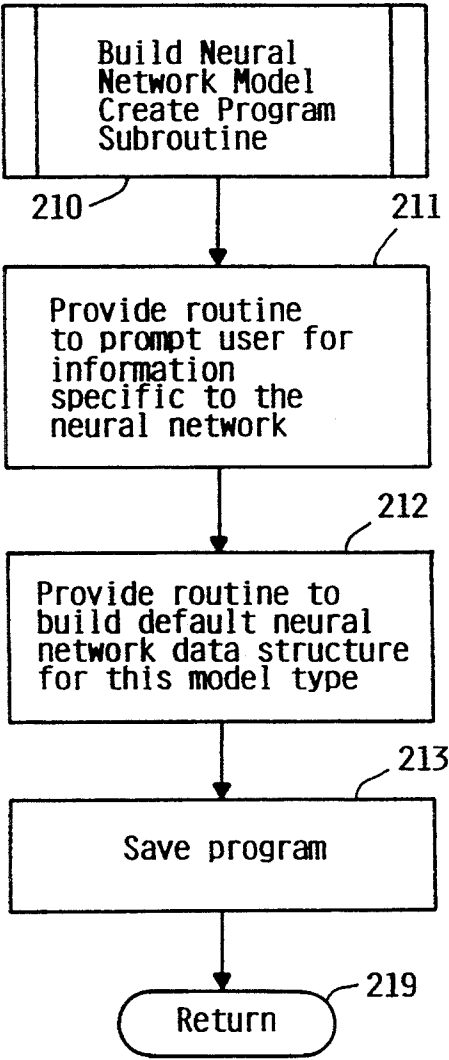 Build Neural
Network Model
Create Program
Subroutine
210
211
Provide routine
to prompt user for
information
specific to the
neural network
212
Provide routine to
build default neural
network data structure
for this model type
213
Save program
219
Return